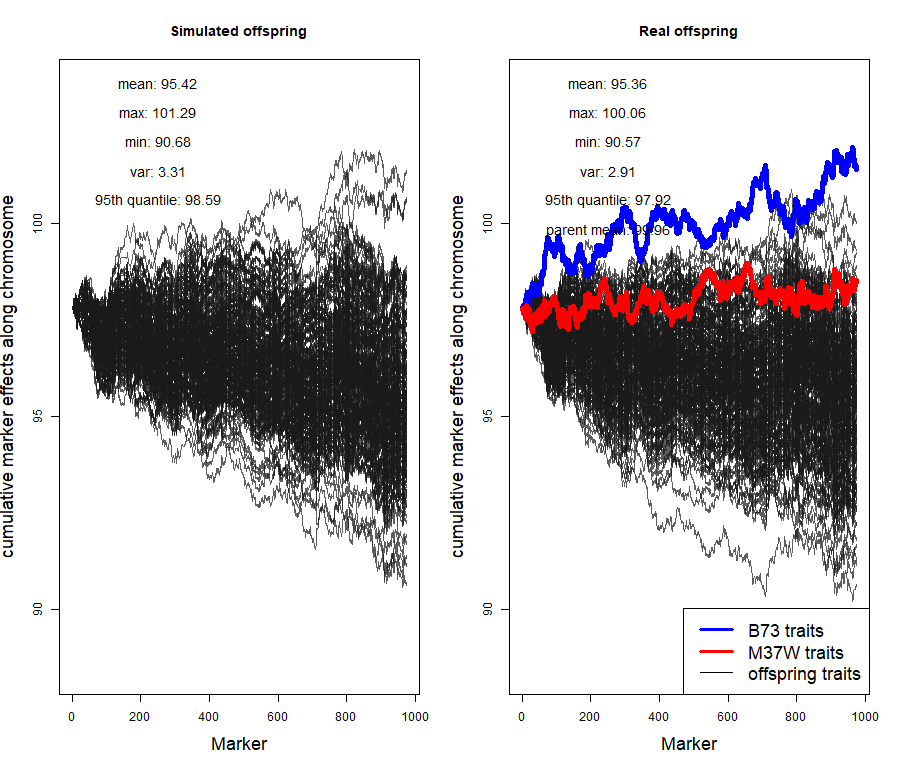 Simulated offspring
mean: 95.42
max: 101.29
min: 90.68
var: 3.31
95th quantile: 98.59
cumulative marker effects along chromosome
100
95
90
0 200 400 600 800 1000
Marker
Real offspring
mean: 95.36
max: 100.06
min: 90.57
var: 2.91
95th quantile: 97.92
parent mean: 99.96
cumulative marker effects along chromosome
100
95
90
0 200 400 600 800 1000
Marker
B73 traits
M37W traits
offspring traits